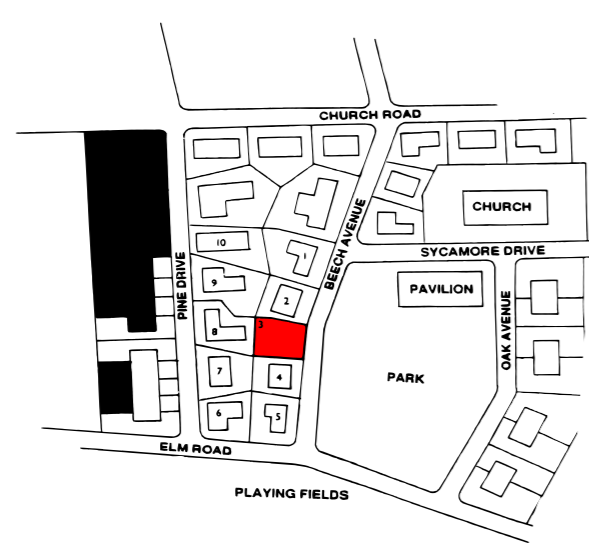 CHURCH ROAD
CHURCH
10
1
BEECH AVENUE
SYCAMORE DRIVE
PINE DRIVE
9
2
PAVILION
OAK AVENUE
3
8
7
4
PARK
6
5
ELM ROAD
PLAYING FIELDS